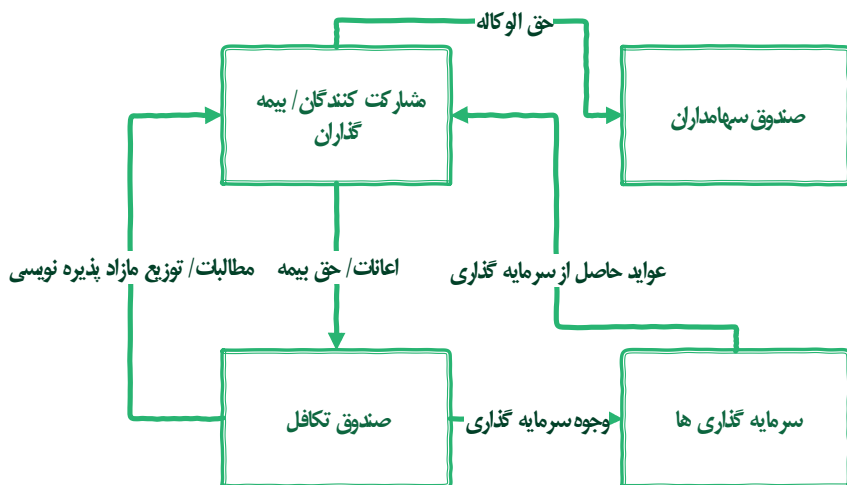 حق الوکاله
مشارکت کنندگان/ بیمه
گذاران
صندوق سهامداران
مطالبات/ توزیع مازاد پذیره نویسی
اعانات/ حق بیمه
عواید حاصل از سرمایه گذاری
صندوق تکافل
وجوه سرمایه گذاری
سرمایه گذاری ها